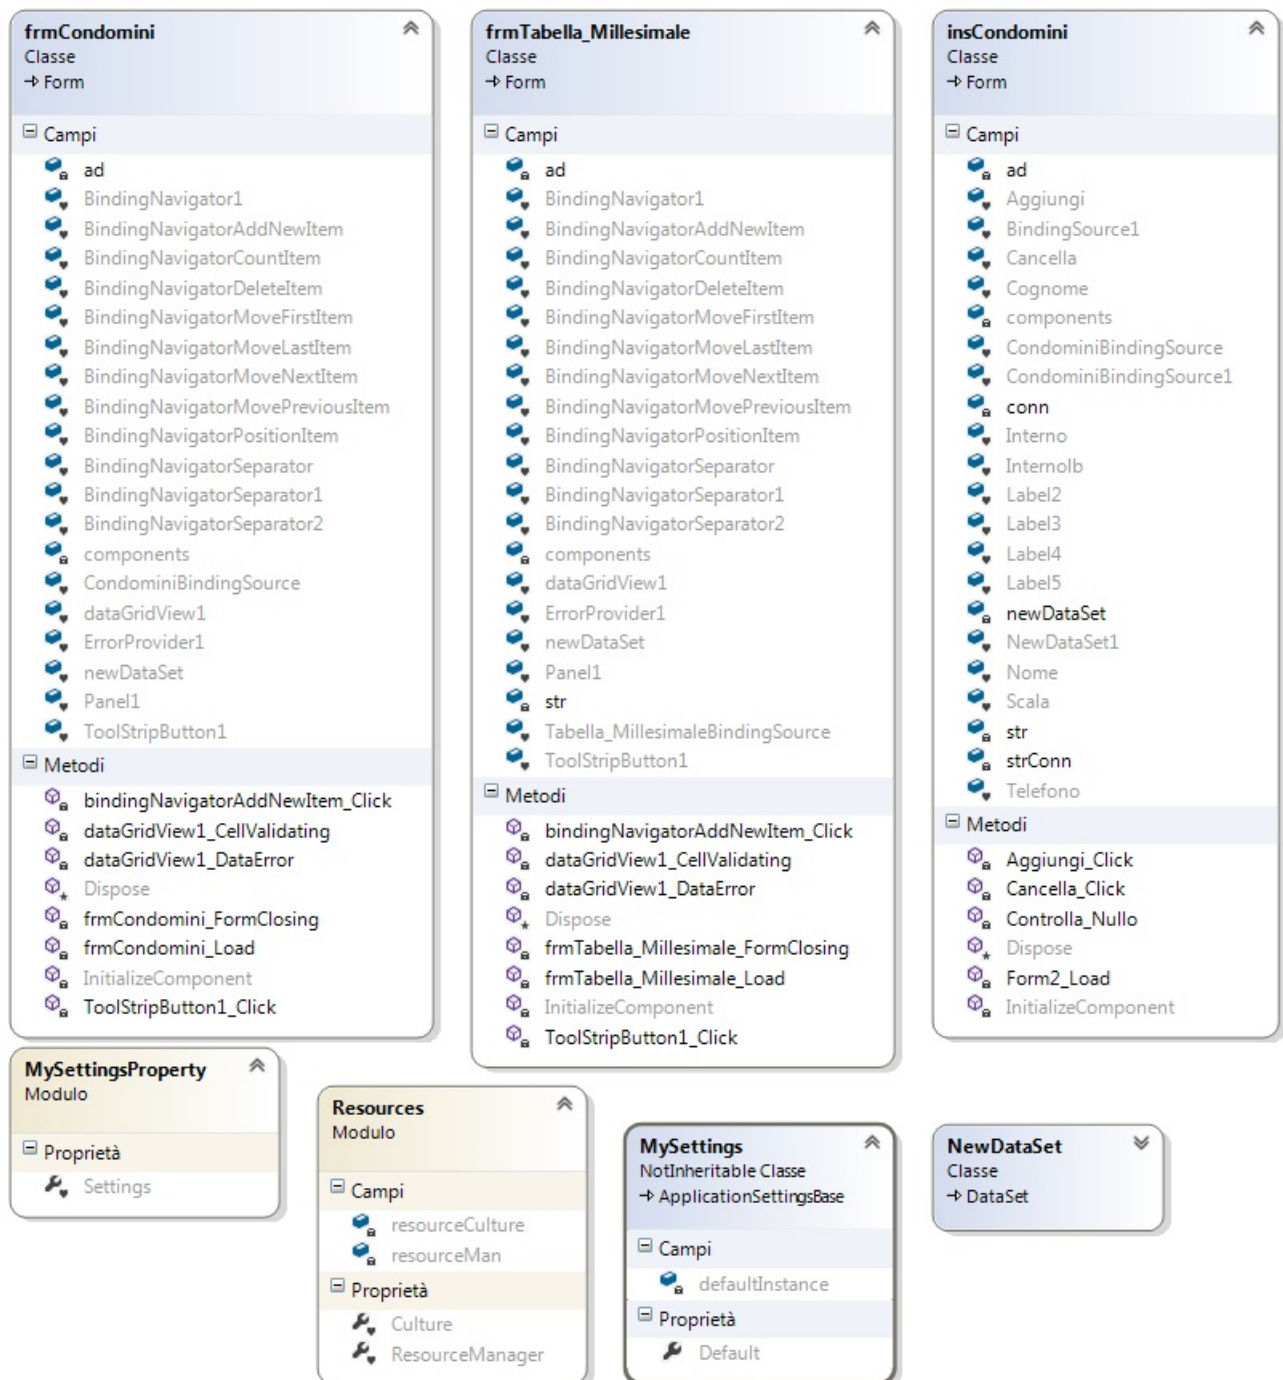 frmCondomini
Classe
Form
Campi
ad
BindingNavigator1
BindingNavigatorAddNewItem
BindingNavigatorCountItem
BindingNavigatorDeleteItem
BindingNavigatorMoveFirstItem
BindingNavigatorMoveLastItem
BindingNavigatorMoveNextItem
BindingNavigatorMovePreviousItem
BindingNavigatorPositionItem
BindingNavigatorSeparator
BindingNavigatorSeparator1
BindingNavigatorSeparator2
components
CondominiBindingSource
dataGridView1
ErrorProvider1
newDataSet
Panel1
ToolStripButton1
Metodi
bindingNavigatorAddNewItem_Click
dataGridView1_CellValidating
dataGridView1_DataError
Dispose
frmCondomini_FormClosing
frmCondomini_Load
InitializeComponent
ToolStripButton1_Click
frmTabella_Millesimale
Classe
Form
Campi
ad
BindingNavigator1
BindingNavigatorAddNewItem
BindingNavigatorCountItem
BindingNavigatorDeleteItem
BindingNavigatorMoveFirstItem
BindingNavigatorMoveLastItem
BindingNavigatorMoveNextItem
BindingNavigatorMovePreviousItem
BindingNavigatorPositionItem
BindingNavigatorSeparator
BindingNavigatorSeparator1
BindingNavigatorSeparator2
components
dataGridView1
ErrorProvider1
newDataSet
Panel1
str
Tabella_MillesimaleBindingSource
ToolStripButton1
Metodi
bindingNavigatorAddNewItem_Click
dataGridView1_CellValidating
dataGridView1_DataError
Dispose
frmTabella_Millesimale_FormClosing
frmTabella_Millesimale_Load
InitializeComponent
ToolStripButton1_Click
insCondomini
Classe
Form
Campi
ad
Aggiungi
BindingSource1
Cancella
Cognome
components
CondominiBindingSource
CondominiBindingSource1
conn
Interno
Internolb
Label2
Label3
Label4
Label5
newDataSet
NewDataSet1
Nome
Scala
str
strConn
Telefono
Metodi
Aggiungi_Click
Cancella_Click
Controlla_Nullo
Dispose
Form2_Load
InitializeComponent
MySettingsProperty
Modulo
Proprietà
Settings
Resources
Modulo
Campi
resourceCulture
resourceMan
Proprietà
Culture
ResourceManager
MySettings
NotInheritable Classe
ApplicationSettingsBase
Campi
defaultInstance
Proprietà
Default
NewDataSet
Classe
DataSet